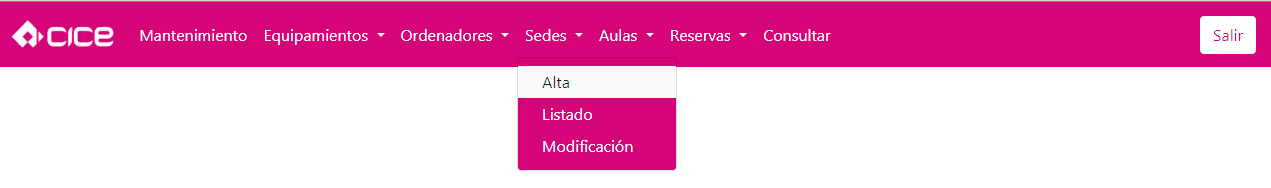 CICE Mantenimiento Equipamientos Ordenadores Sedes Aulas Reservas Consultar Salir
Alta
Listado
Modificación